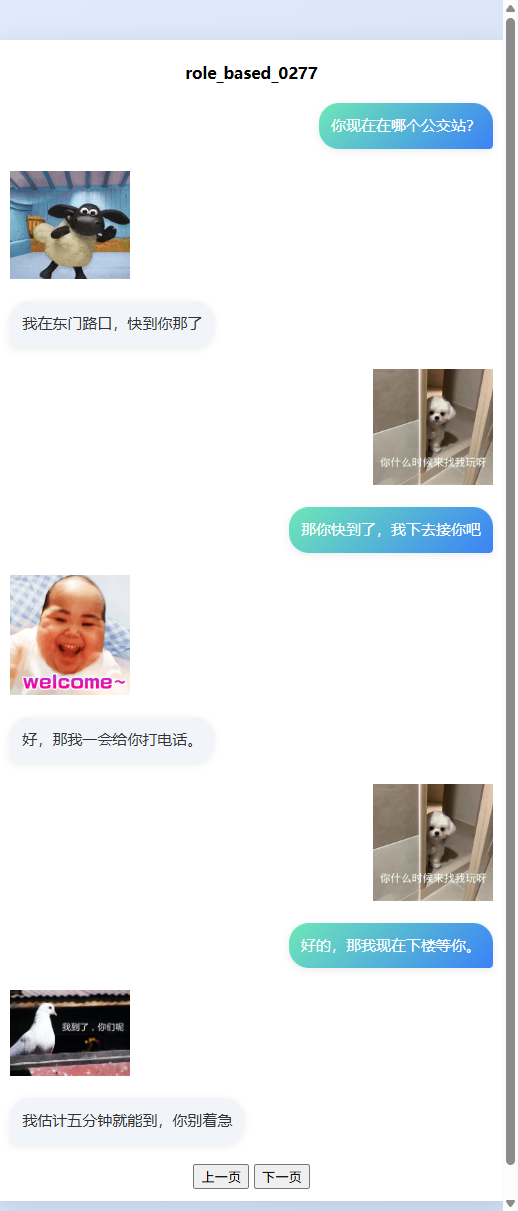 role_based_0277
你现在在哪个公交站？
我在东门路口，快到你那了
你什么时候来找我玩呀
那你快到了，我下去接你吧
welcome~
好，那我一会给你打电话。
你什么时候来找我玩呀
好的，那我现在下楼等你。
我到了，你们呢
我估计五分钟就能到，你别着急
上一页 下一页